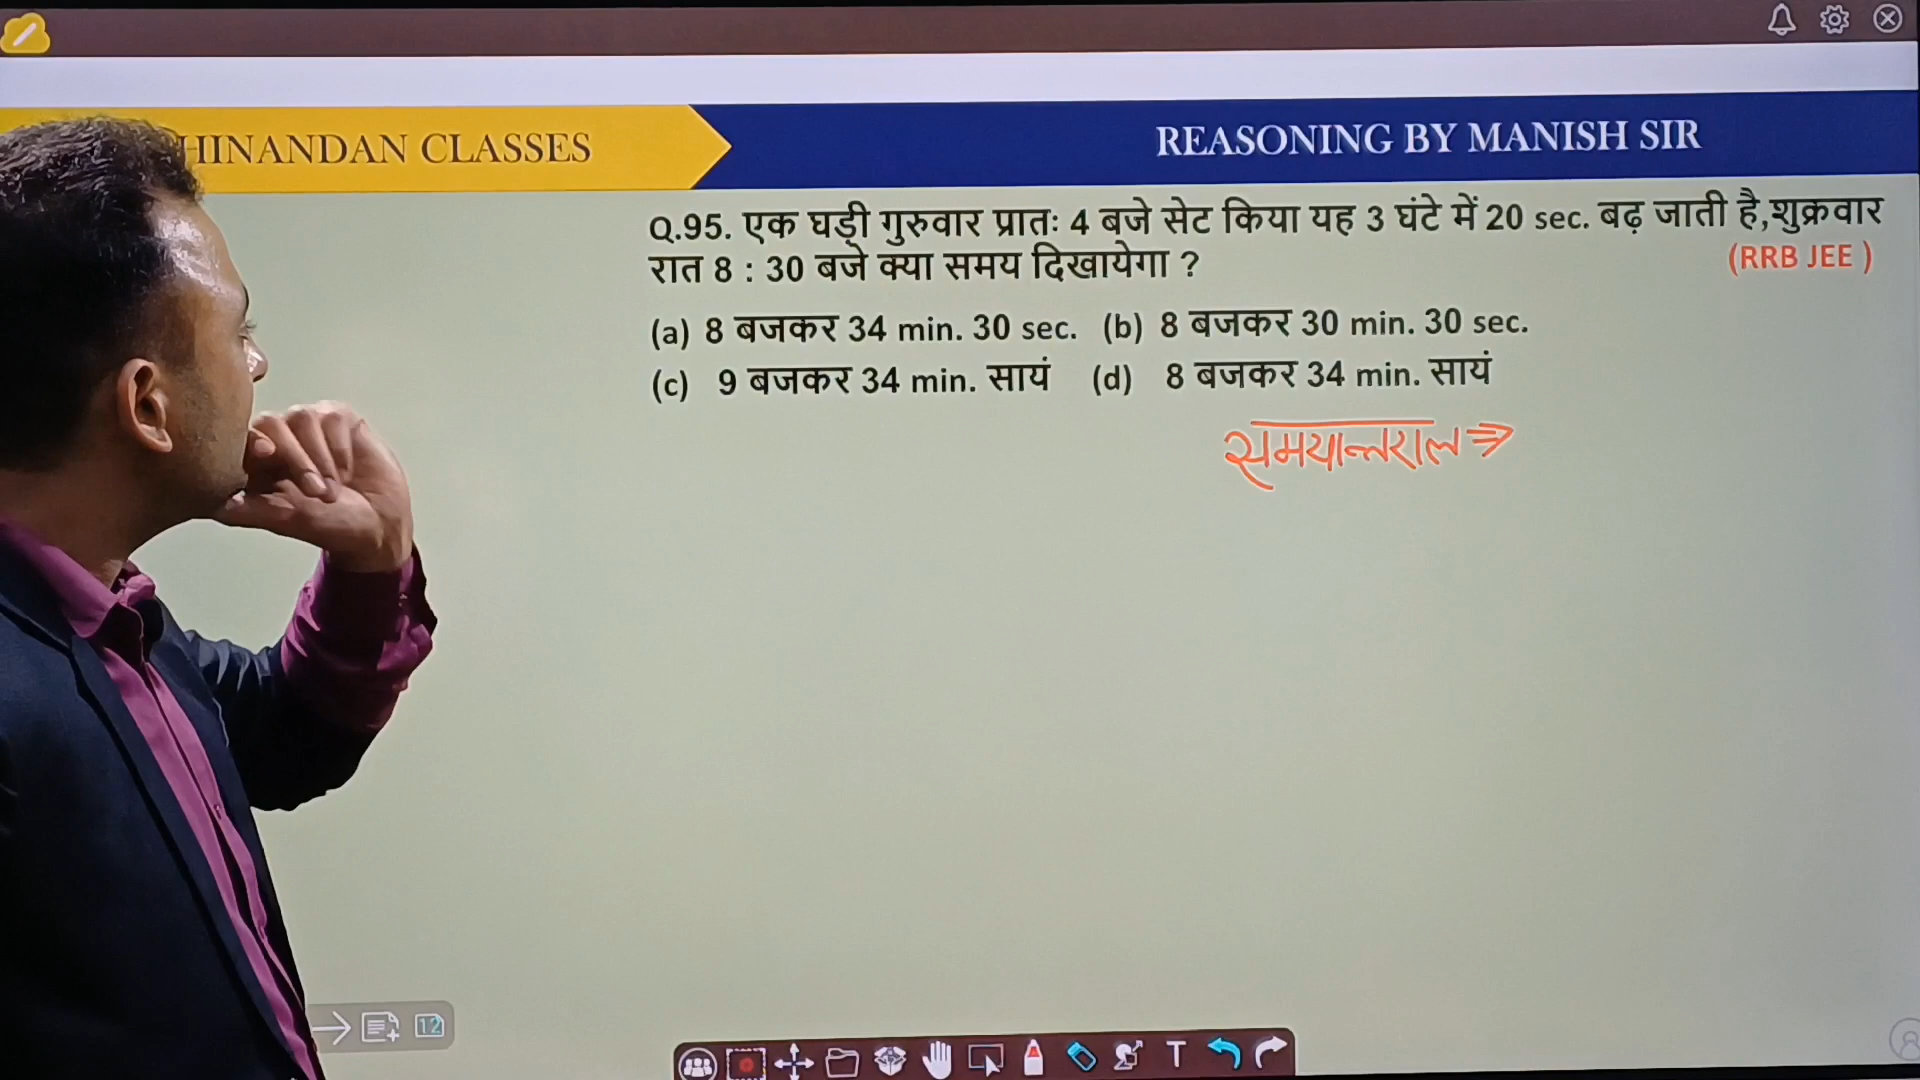 HINANDAN CLASSES
REASONING BY MANISH SIR
Q.95. एक घड़ी गुरुवार प्रातः 4 बजे सेट किया यह 3 घंटे में 20 sec. बढ़ जाती है,शुक्रवार
रात 8 : 30 बजे क्या समय दिखायेगा ?
(RRB JEE )
(a) 8 बजकर 34 min. 30 sec. (b) 8 बजकर 30 min. 30 sec.
(c) 9 बजकर 34 min. सायं (d) 8 बजकर 34 min. सायं
समयान्तराल ⇒
12
T